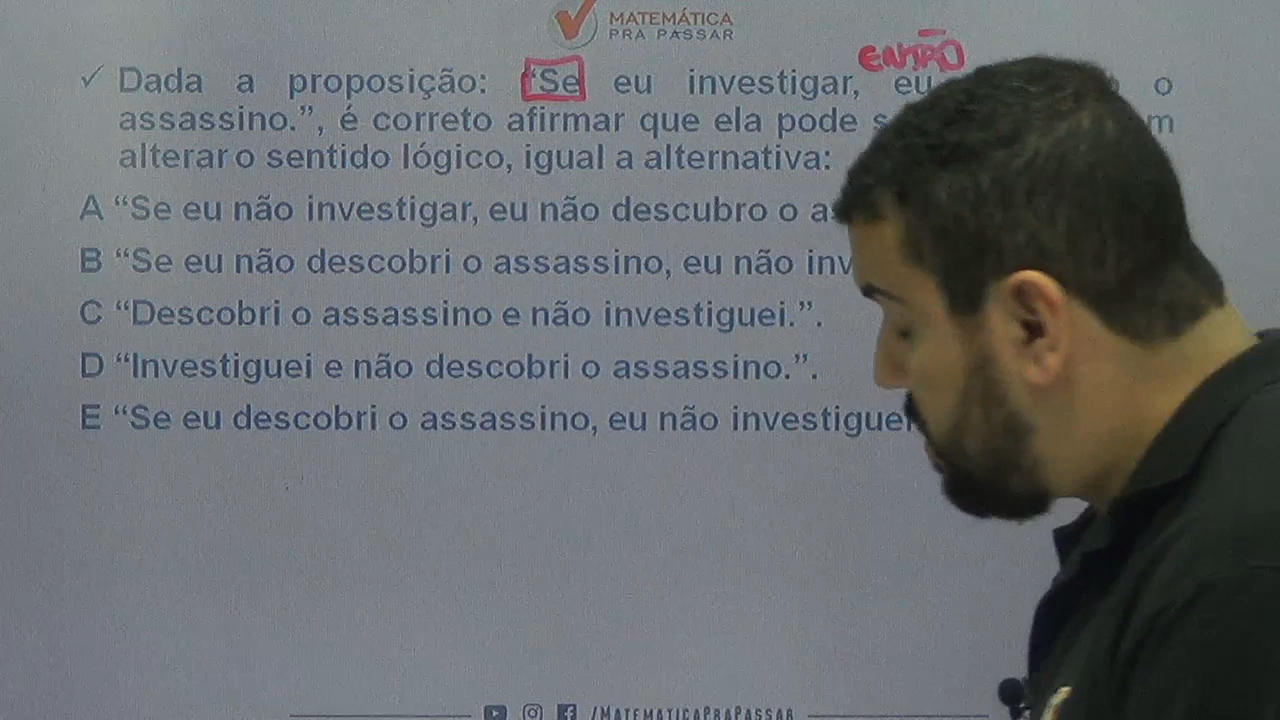 MATEMÁTICA
PRA PASSAR
ENTÃO
✓ Dada a proposição: “Se eu investigar, eu o
assassino.”, é correto afirmar que ela pode
alterar o sentido lógico, igual a alternativa:
A “Se eu não investigar, eu não descubro o
B “Se eu não descobri o assassino, eu não
C “Descobri o assassino e não investiguei.”.
D “Investiguei e não descobri o assassino.”.
E “Se eu descobri o assassino, eu não
/MATEMATICAPRAPASSAR